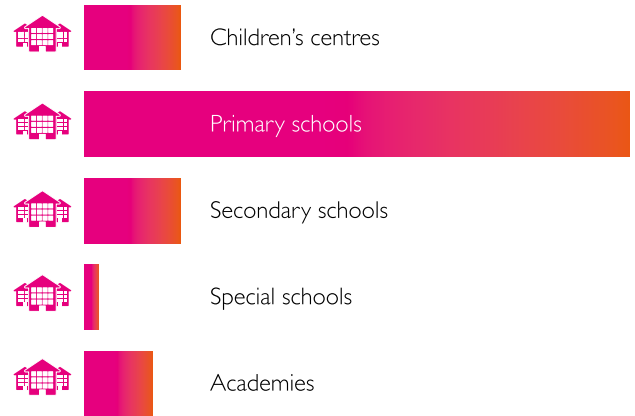 Children’s centres
Primary schools
Secondary schools
Special schools
Academies